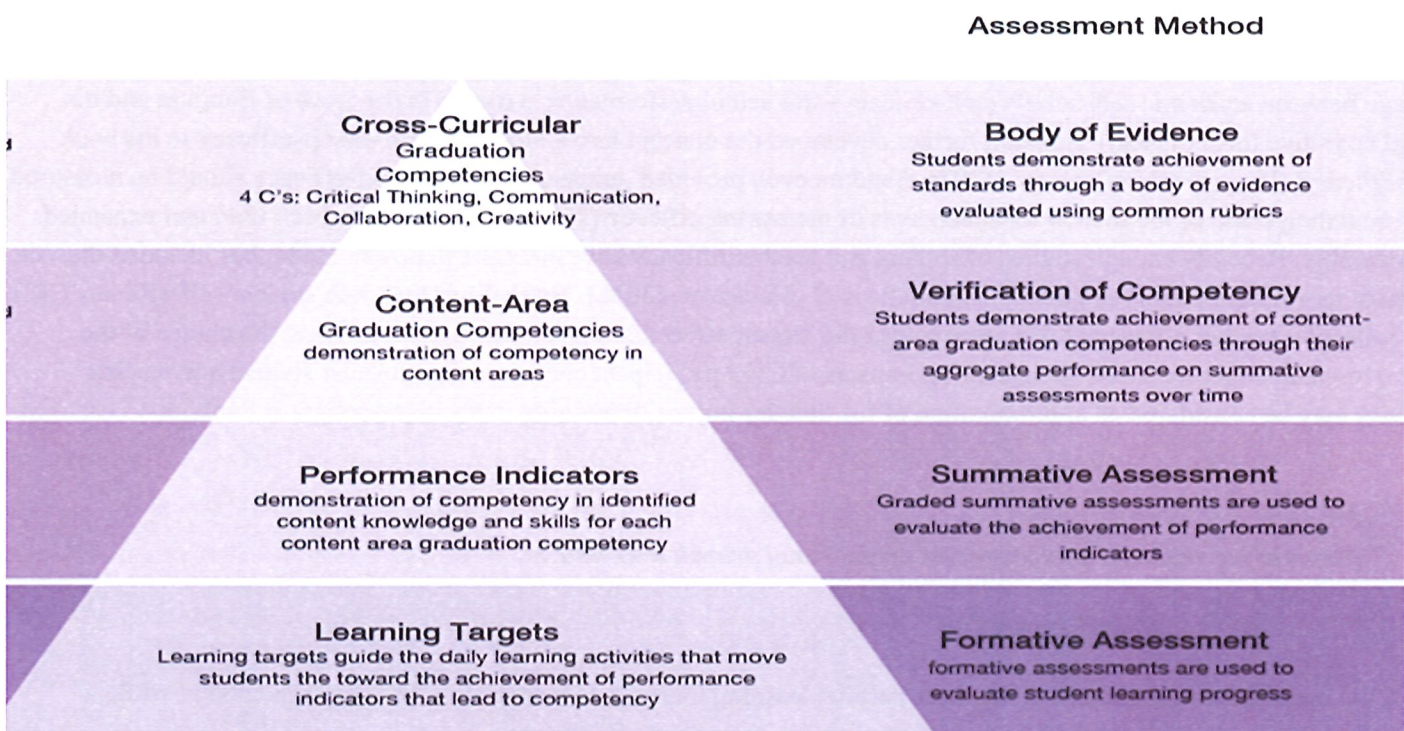 Assessment Method
Cross-Curricular
Graduation
Competencies
4 C's: Critical Thinking, Communication,
Collaboration, Creativity
Body of Evidence
Students demonstrate achievement of
standards through a body of evidence
evaluated using common rubrics
Content-Area
Graduation Competencies
demonstration of competency in
content areas
Verification of Competency
Students demonstrate achievement of content-
area graduation competencies through their
aggregate performance on summative
assessments over time
Performance Indicators
demonstration of competency in identified
content knowledge and skills for each
content area graduation competency
Summative Assessment
Graded summative assessments are used to
evaluate the achievement of performance
indicators
Learning Targets
Learning targets guide the daily learning activities that move
students the toward the achievement of performance
indicators that lead to competency
Formative Assessment
formative assessments are used to
evaluate student learning progress